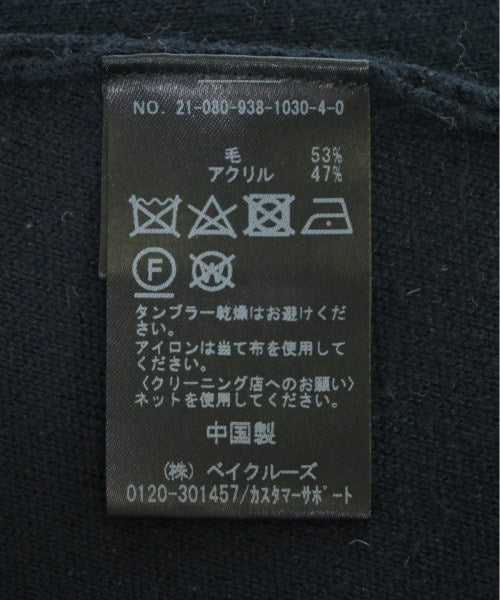 NO. 21-080-938-1030-4-0
毛 53%
アクリル 47%
F W
タンブラー乾燥はお避けくだ
さい。
アイロンは当て布を使用して
ください。
〈クリーニング店へのお願い〉
ネットを使用してください。
中国製
(株) ベイクルーズ
0120-301457/カスタマーサポート